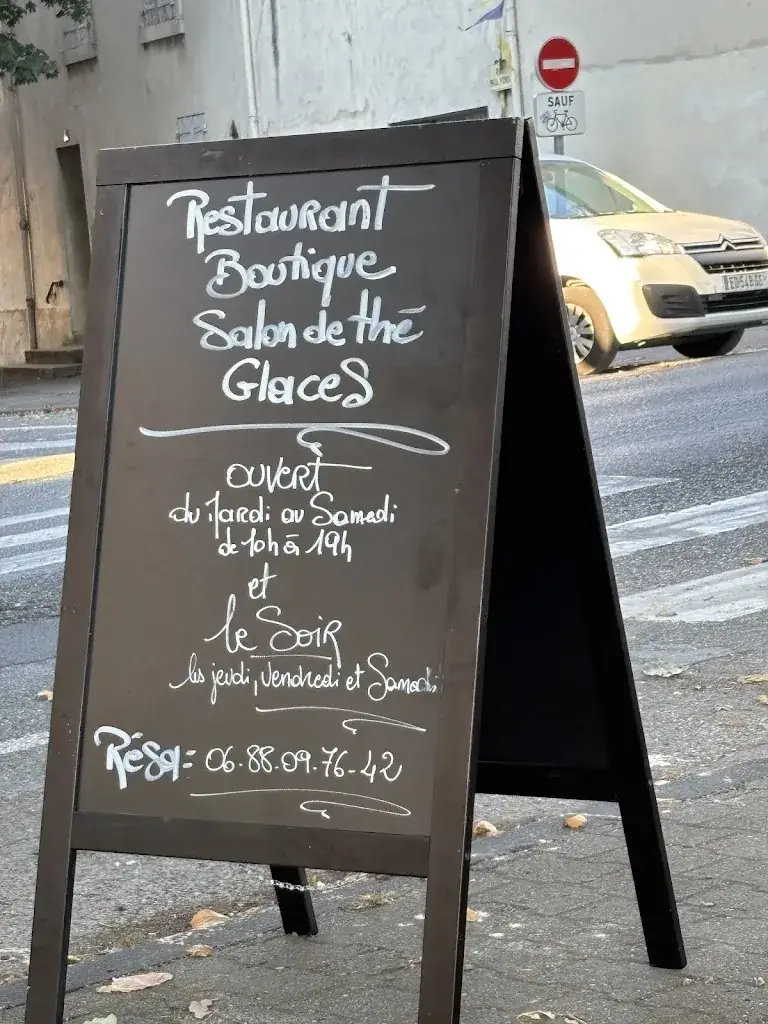 Restaurant
Boutique
Salon de thé
Glaces
OUVERT
du Mardi au Samedi
de 10h à 19h
et
le Soir
les jeudi, Vendredi et Samedi
Résa: 06.88.09.76.42
SAUF